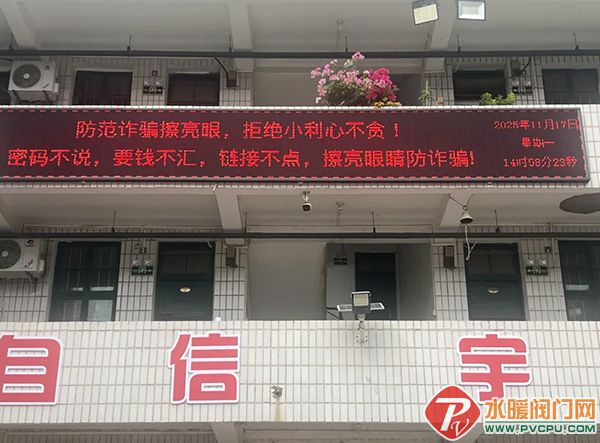 防范诈骗擦亮眼，拒绝小利心不贪！
密码不说，要钱不汇，链接不点，擦亮眼睛防诈骗!
2025年11月17日
星期一
14时58分23秒
自信 宇
水暖阀门网
WWW.PVCPU.COM